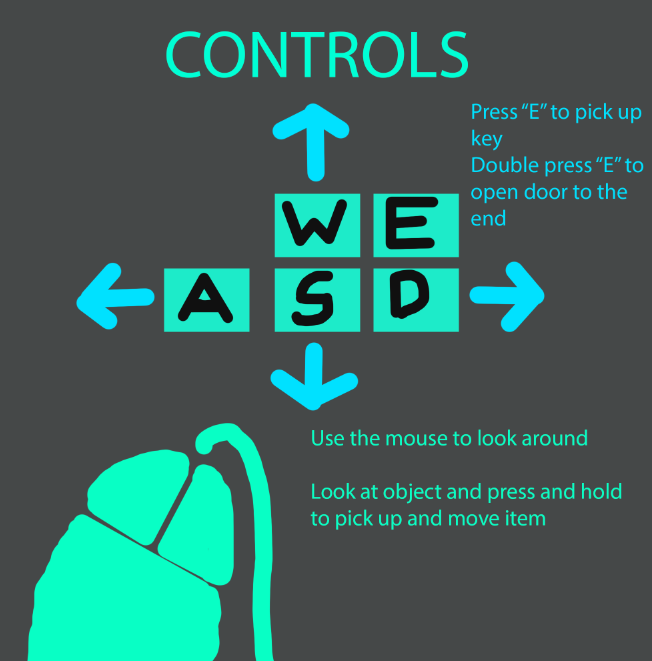 CONTROLS
Press “E” to pick up
key
Double press “E” to
open door to the
end
W E
A S D
Use the mouse to look around
Look at object and press and hold
to pick up and move item